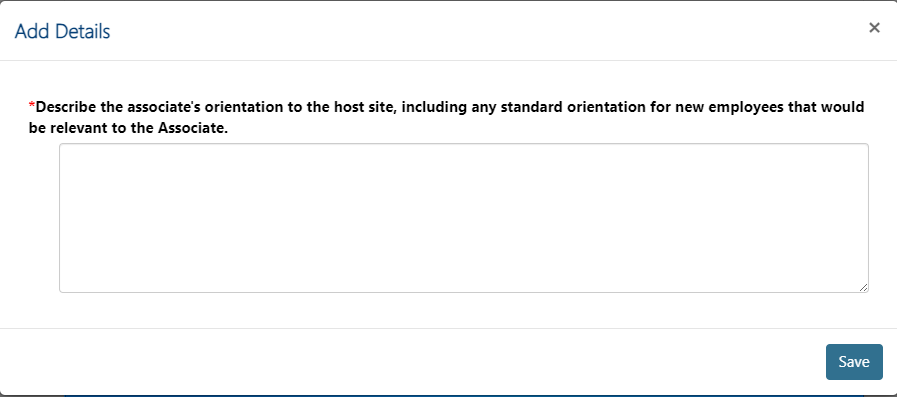 Add Details
×
*Describe the associate's orientation to the host site, including any standard orientation for new employees that would
be relevant to the Associate.
Save